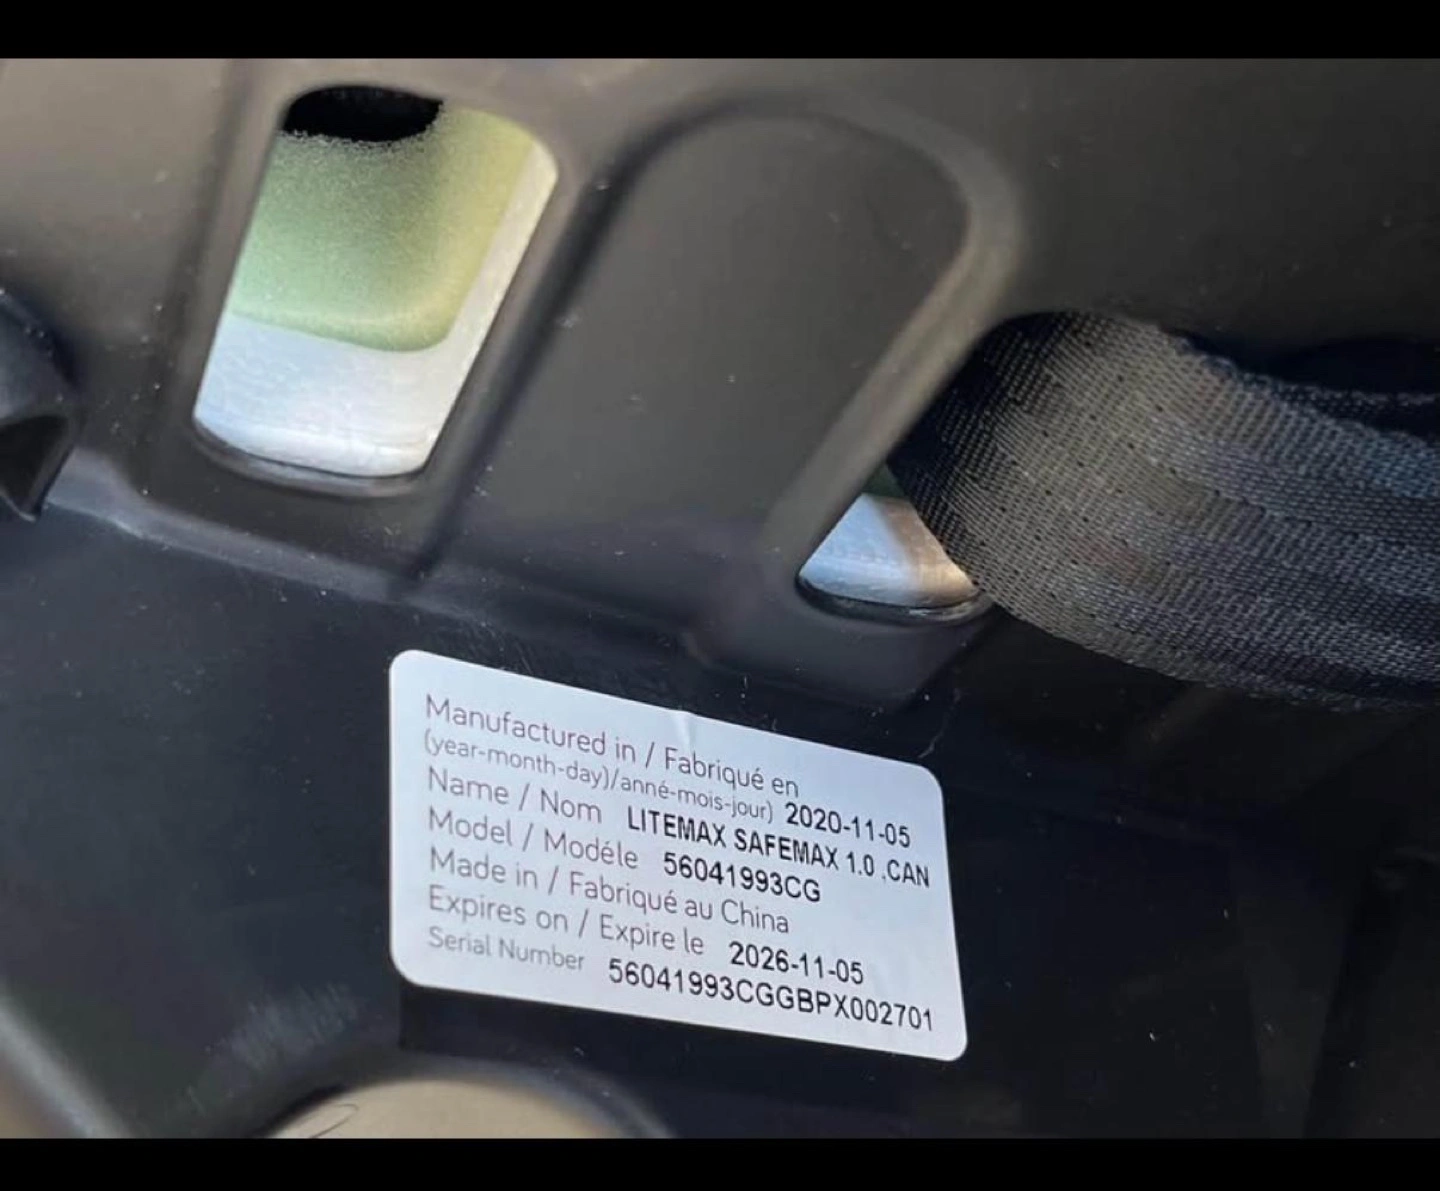 Manufactured in / Fabriqué en
(year-month-day)/anné-mois-jour) 2020-11-05
Name / Nom LITEMAX SAFEMAX 1.0 .CAN
Model / Modéle 56041993CG
Made in / Fabriqué au China
Expires on / Expire le 2026-11-05
Serial Number 56041993CGGBPX002701